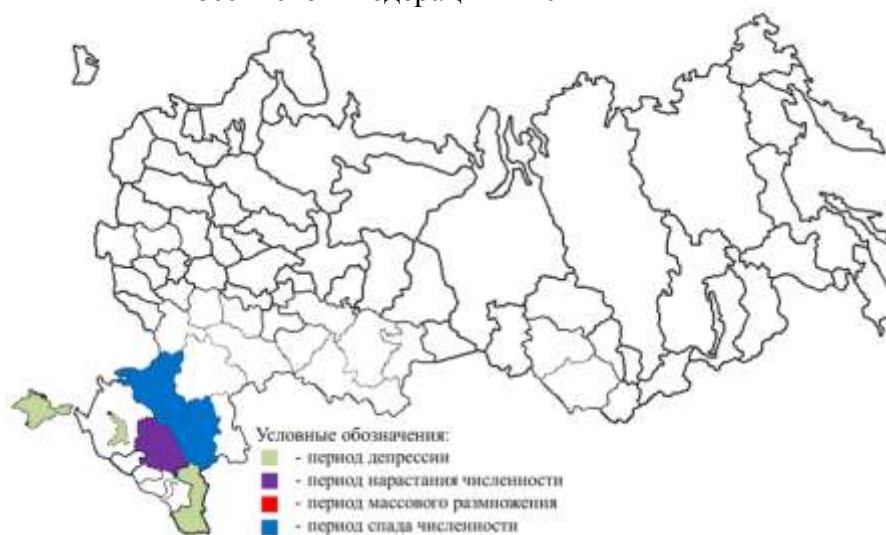 Условные обозначения:
- период депрессии
- период нарастания численности
- период массового размножения
- период спада численности